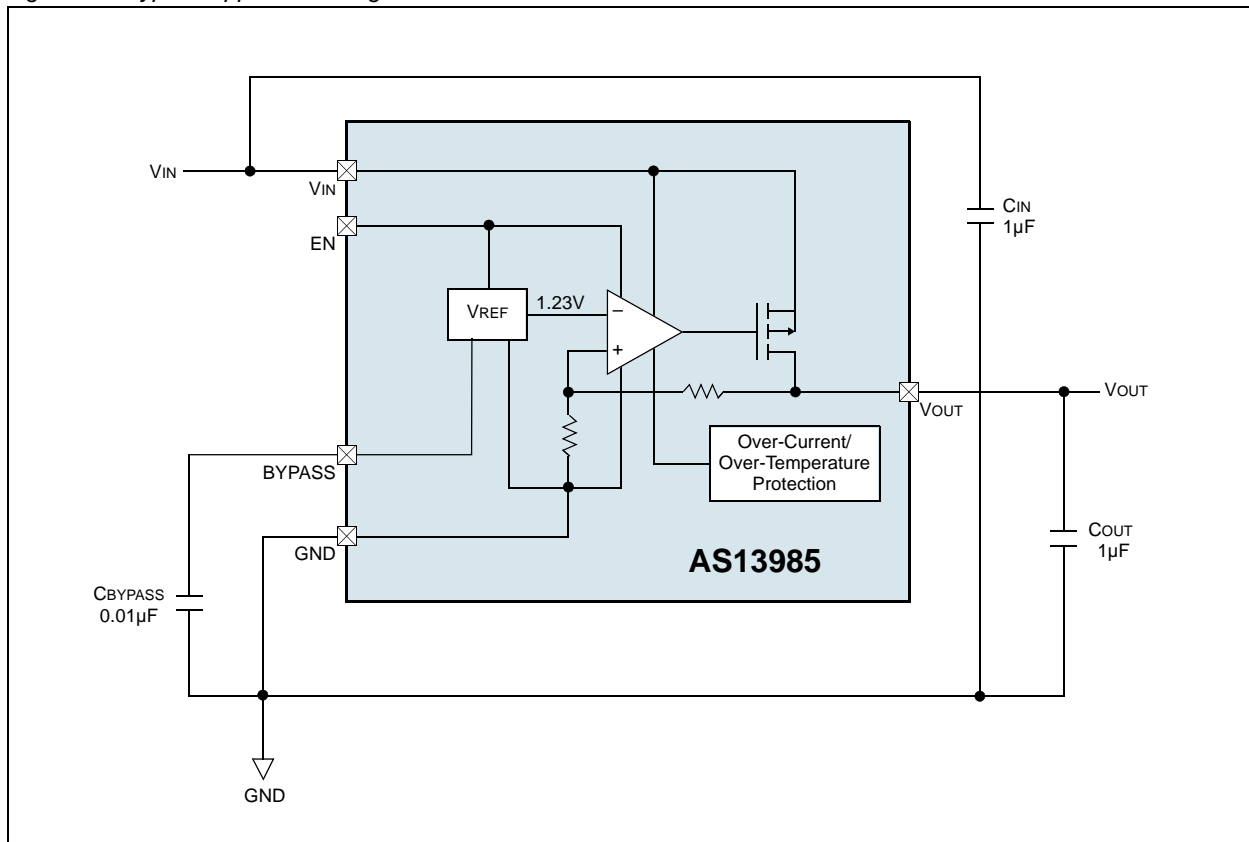 VIN
VIN
EN
VREF
1.23V
−
+
CIN
1µF
VOUT
VOUT
Over-Current/
Over-Temperature
Protection
BYPASS
GND
AS13985
COUT
1µF
CBYPASS
0.01µF
GND